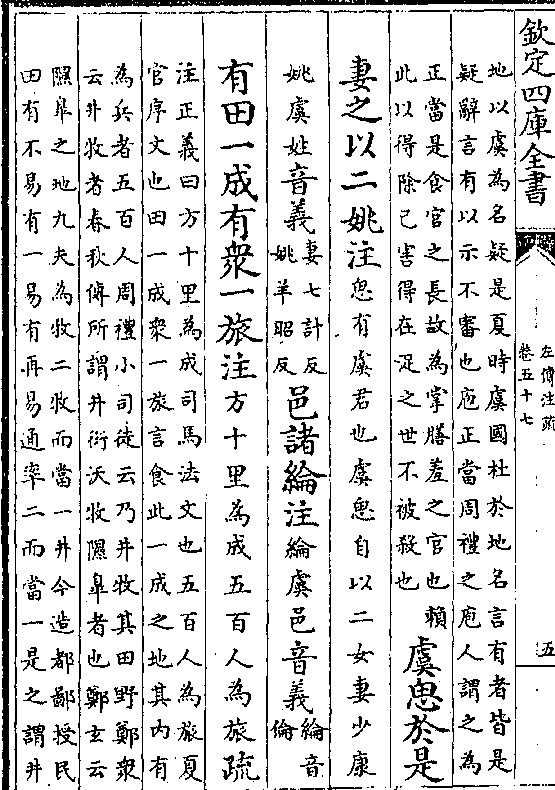 欽定四庫全書
左傳注疏
卷五十七
五
地以虞為名疑是夏時虞國杜於地名言有者皆是
疑辭言有以示不審也庖正當周禮之庖人謂之為
正當是食官之長故為掌膳羞之官也賴
此以得除己害得在浞之世不被殺也
虞思於是
妻之以二姚注思有虞君也虞思自以二女妻少康
姚虞姓音義妻七計反
姚羊昭反
邑諸綸注綸虞邑音義綸音
倫
有田一成有衆一旅注方十里為成五百人為旅疏
注正義曰方十里為成司馬法文也五百人為旅夏
官序文也田一成衆一旅言食此一成之地其内有
為兵者五百人周禮小司徒云乃井牧其田野鄭衆
云井牧者春秋傳所謂井衍沃牧隰臯者也鄭玄云
隰臯之地九夫為牧二牧而當一井今造都鄙授民
田有不易有一易有再易通率二而當一是之謂井